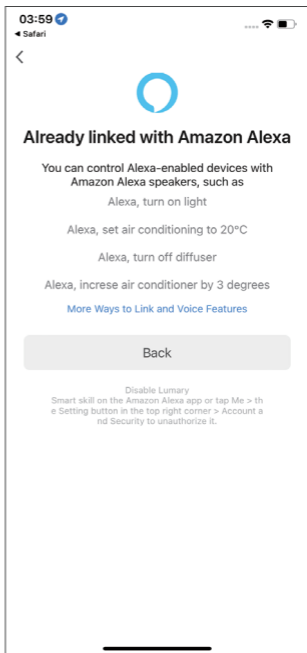 03:59
◀ Safari
Already linked with Amazon Alexa
You can control Alexa-enabled devices with
Amazon Alexa speakers, such as
Alexa, turn on light
Alexa, set air conditioning to 20°C
Alexa, turn off diffuser
Alexa, increse air conditioner by 3 degrees
More Ways to Link and Voice Features
Back
Disable Lumary
Smart skill on the Amazon Alexa app or tap Me > th
e Setting button in the top right corner > Account a
nd Security to unauthorize it.